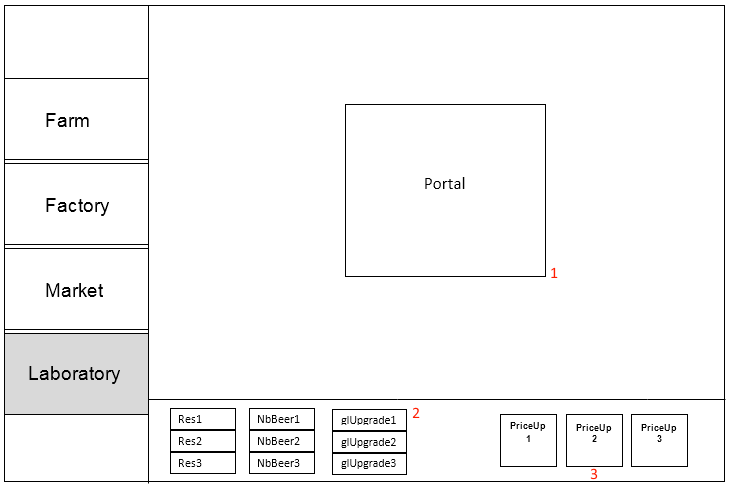 Farm
Factory
Market
Laboratory
Portal
1
Res1 NbBeer1 glUpgrade1 2
Res2 NbBeer2 glUpgrade2
Res3 NbBeer3 glUpgrade3
PriceUp PriceUp PriceUp
1 2 3
3